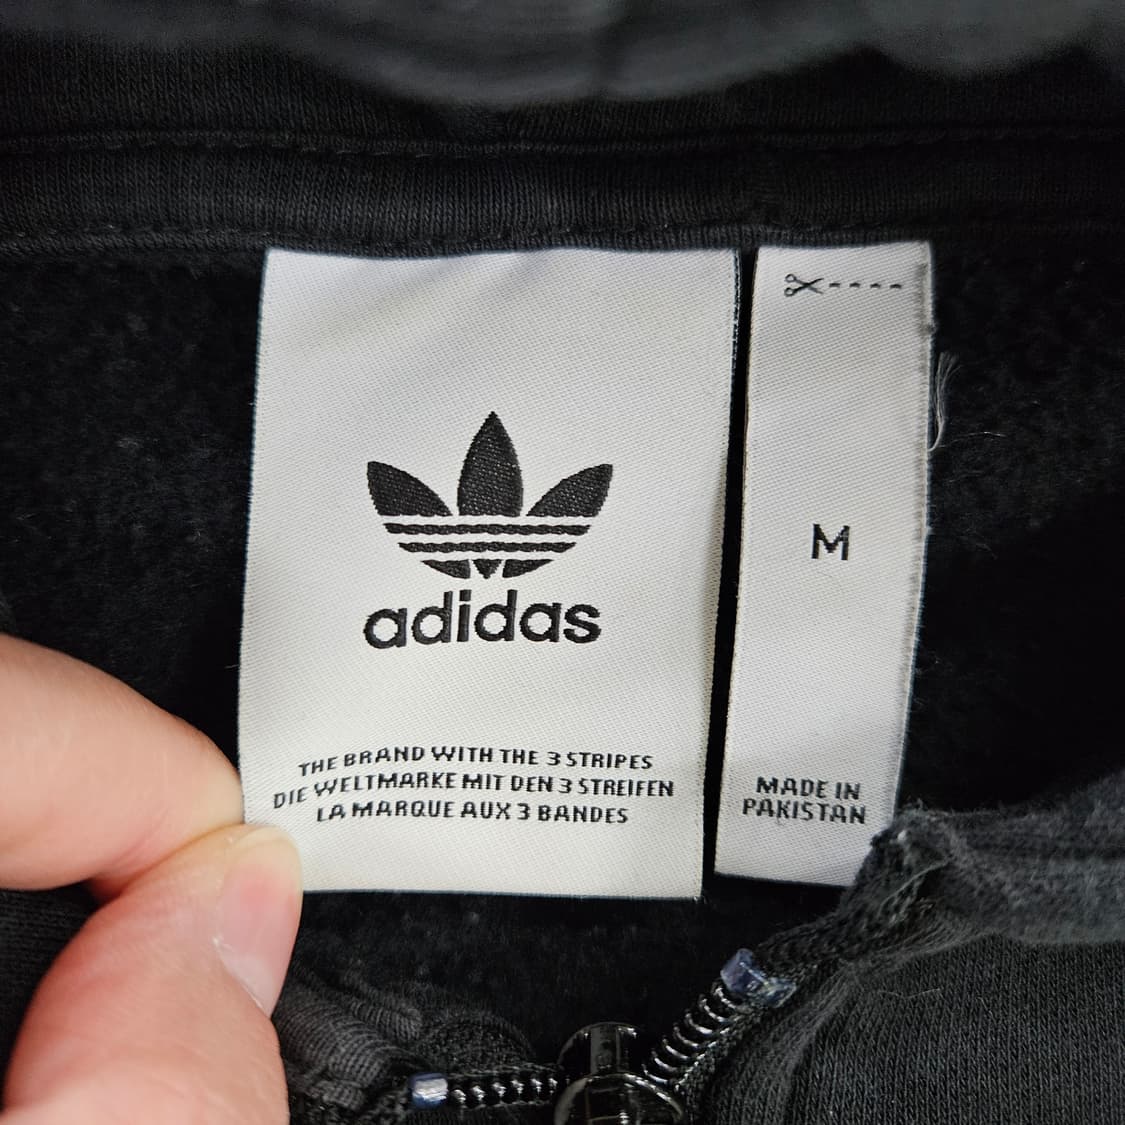 adidas
THE BRAND WITH THE 3 STRIPES
DIE WELTMARKE MIT DEN 3 STREIFEN
LA MARQUE AUX 3 BANDES
M
MADE IN
PAKISTAN